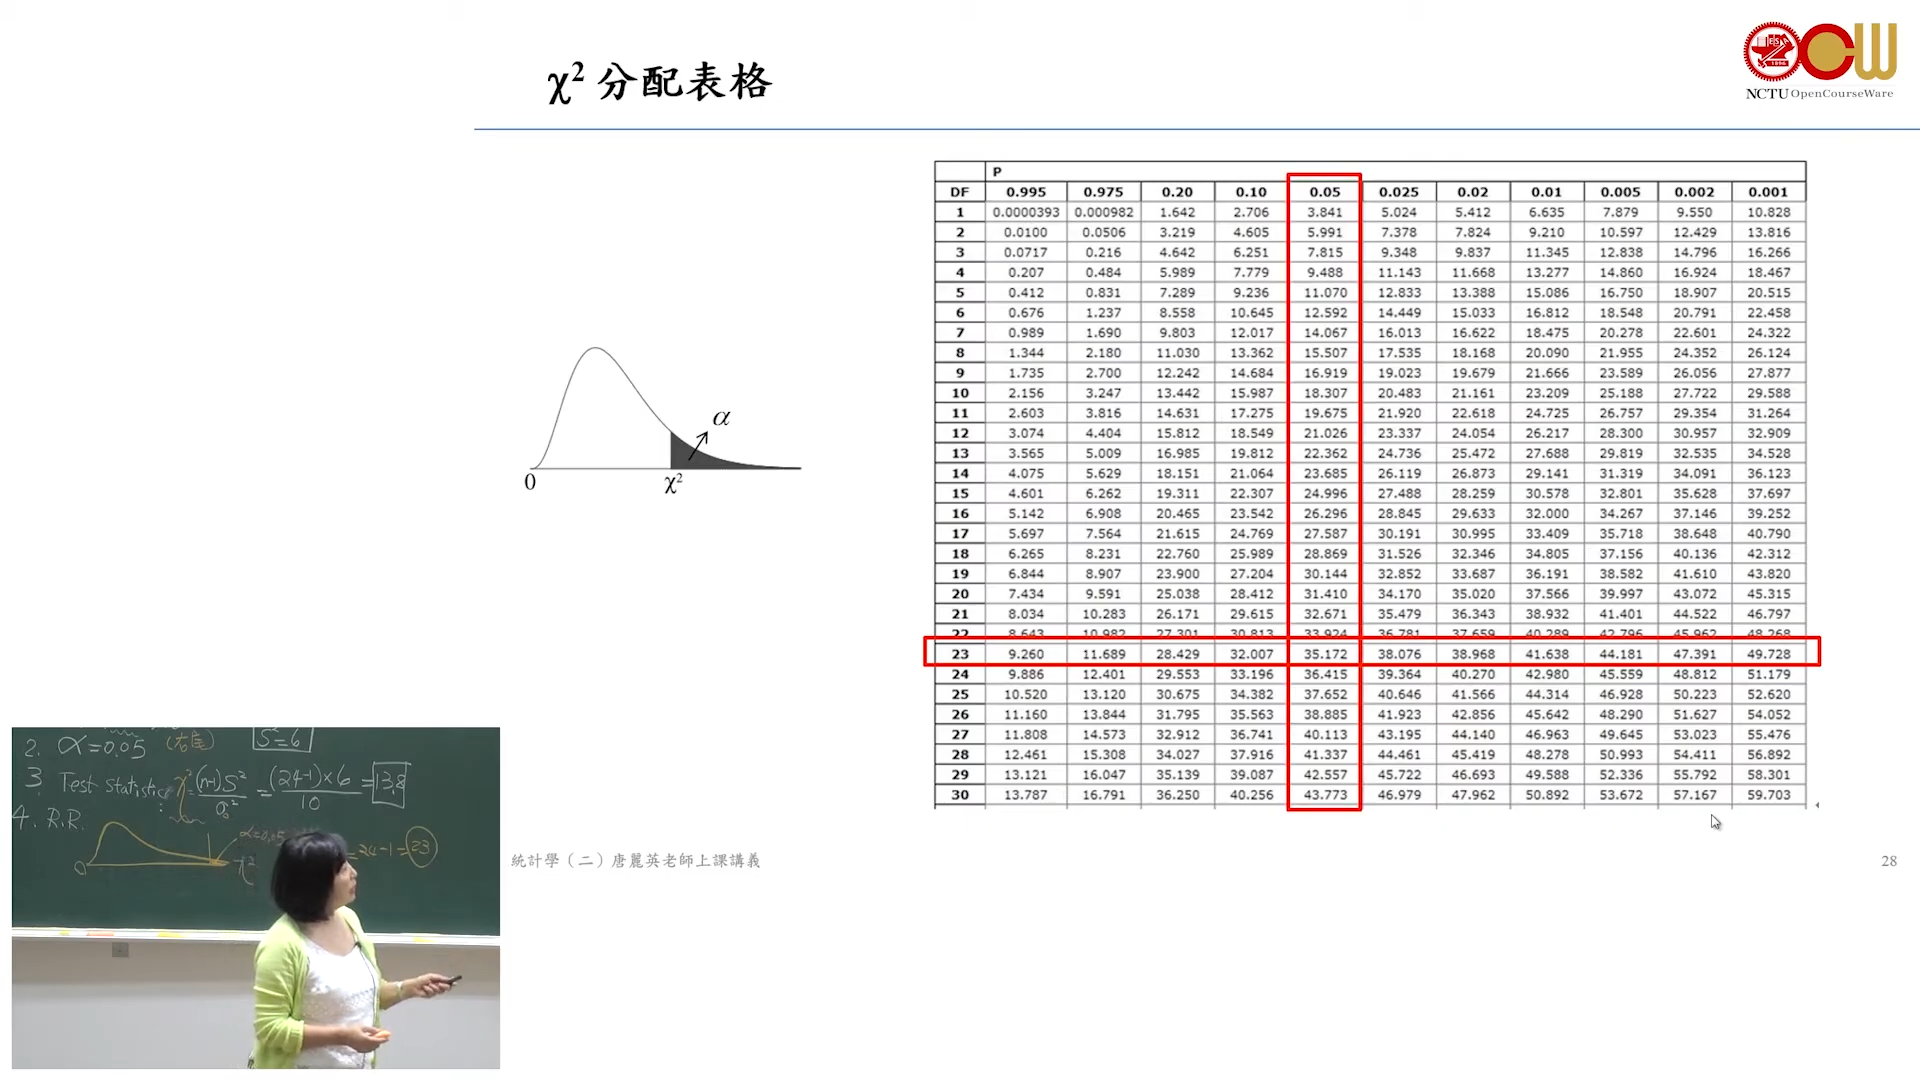 χ² 分配表格
NCTU OpenCourseWare
P
DF 0.995 0.975 0.20 0.10 0.05 0.025 0.02 0.01 0.005 0.002 0.001
1 0.0000393 0.000982 1.642 2.706 3.841 5.024 5.412 6.635 7.879 9.550 10.828
2 0.0100 0.0506 3.219 4.605 5.991 7.378 7.824 9.210 10.597 12.429 13.816
3 0.0717 0.216 4.642 6.251 7.815 9.348 9.837 11.345 12.838 14.796 16.266
4 0.207 0.484 5.989 7.779 9.488 11.143 11.668 13.277 14.860 16.924 18.467
5 0.412 0.831 7.289 9.236 11.070 12.833 13.388 15.086 16.750 18.907 20.515
6 0.676 1.237 8.558 10.645 12.592 14.449 15.033 16.812 18.548 20.791 22.458
7 0.989 1.690 9.803 12.017 14.067 16.013 16.622 18.475 20.278 22.601 24.322
8 1.344 2.180 11.030 13.362 15.507 17.535 18.168 20.090 21.955 24.352 26.124
9 1.735 2.700 12.242 14.684 16.919 19.023 19.679 21.666 23.589 26.056 27.877
10 2.156 3.247 13.442 15.987 18.307 20.483 21.161 23.209 25.188 27.722 29.588
11 2.603 3.816 14.631 17.275 19.675 21.920 22.618 24.725 26.757 29.354 31.264
12 3.074 4.404 15.812 18.549 21.026 23.337 24.054 26.217 28.300 30.957 32.909
13 3.565 5.009 16.985 19.812 22.362 24.736 25.472 27.688 29.819 32.535 34.528
14 4.075 5.629 18.151 21.064 23.685 26.119 26.873 29.141 31.319 34.091 36.123
15 4.601 6.262 19.311 22.307 24.996 27.488 28.259 30.578 32.801 35.628 37.697
16 5.142 6.908 20.465 23.542 26.296 28.845 29.633 32.000 34.267 37.146 39.252
17 5.697 7.564 21.615 24.769 27.587 30.191 30.995 33.409 35.718 38.648 40.790
18 6.265 8.231 22.760 25.989 28.869 31.526 32.346 34.805 37.156 40.136 42.312
19 6.844 8.907 23.900 27.204 30.144 32.852 33.687 36.191 38.582 41.610 43.820
20 7.434 9.591 25.038 28.412 31.410 34.170 35.020 37.566 39.997 43.072 45.315
21 8.034 10.283 26.171 29.615 32.671 35.479 36.343 38.932 41.401 44.522 46.797
22 8.643 10.982 27.301 30.813 33.924 36.781 37.659 40.289 42.796 45.962 48.268
23 9.260 11.689 28.429 32.007 35.172 38.076 38.968 41.638 44.181 47.391 49.728
24 9.886 12.401 29.553 33.196 36.415 39.364 40.270 42.980 45.559 48.812 51.179
25 10.520 13.120 30.675 34.382 37.652 40.646 41.566 44.314 46.928 50.223 52.620
26 11.160 13.844 31.795 35.563 38.885 41.923 42.856 45.642 48.290 51.627 54.052
27 11.808 14.573 32.912 36.741 40.113 43.195 44.140 46.963 49.645 53.023 55.476
28 12.461 15.308 34.027 37.916 41.337 44.461 45.419 48.278 50.993 54.411 56.892
29 13.121 16.047 35.139 39.087 42.557 45.722 46.693 49.588 52.336 55.792 58.301
30 13.787 16.791 36.250 40.256 43.773 46.979 47.962 50.892 53.672 57.167 59.703
α
0 χ²
2. α=0.05 (右尾) S²=6
3 Test statistics χ²=(n-1)S²/σ₀² = (24-1)×6/10 = 13.8
4. R.R.
α=0.05
=24-1=23
0 χ²
統計學（二）唐麗英老師上課講義
28